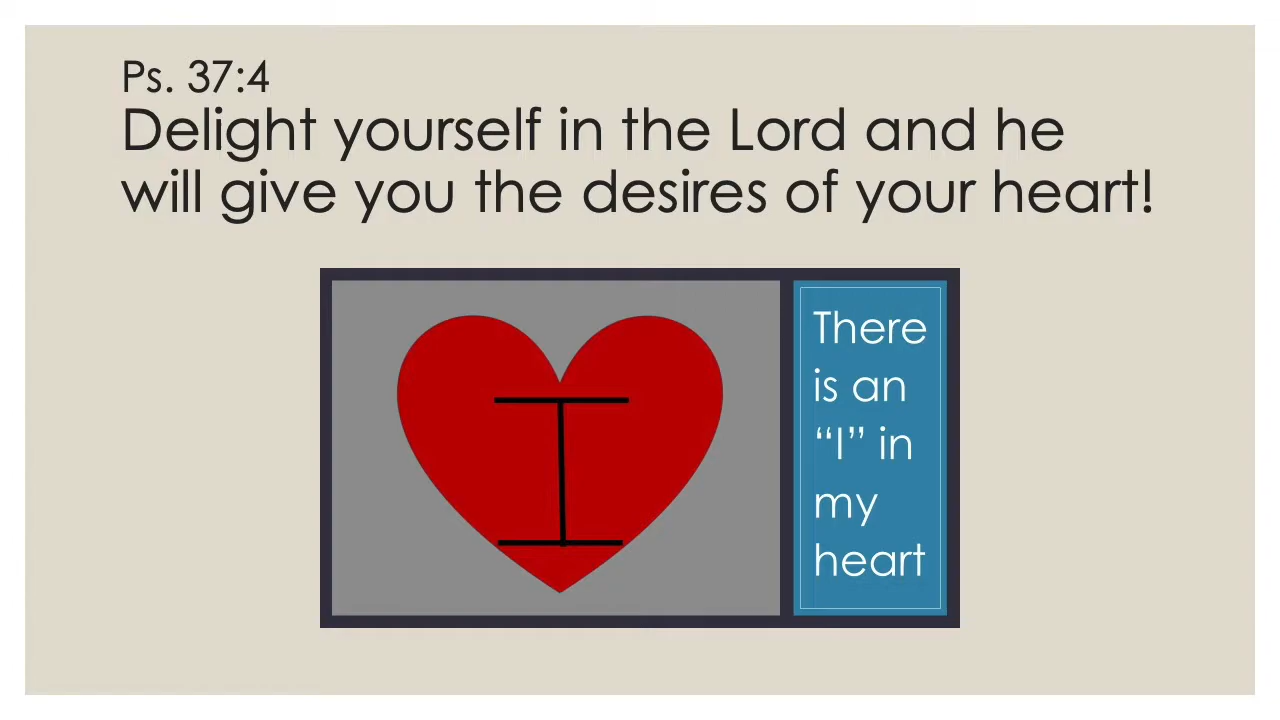 Ps. 37:4
Delight yourself in the Lord and he
will give you the desires of your heart!
I
There
is an
“I” in
my
heart